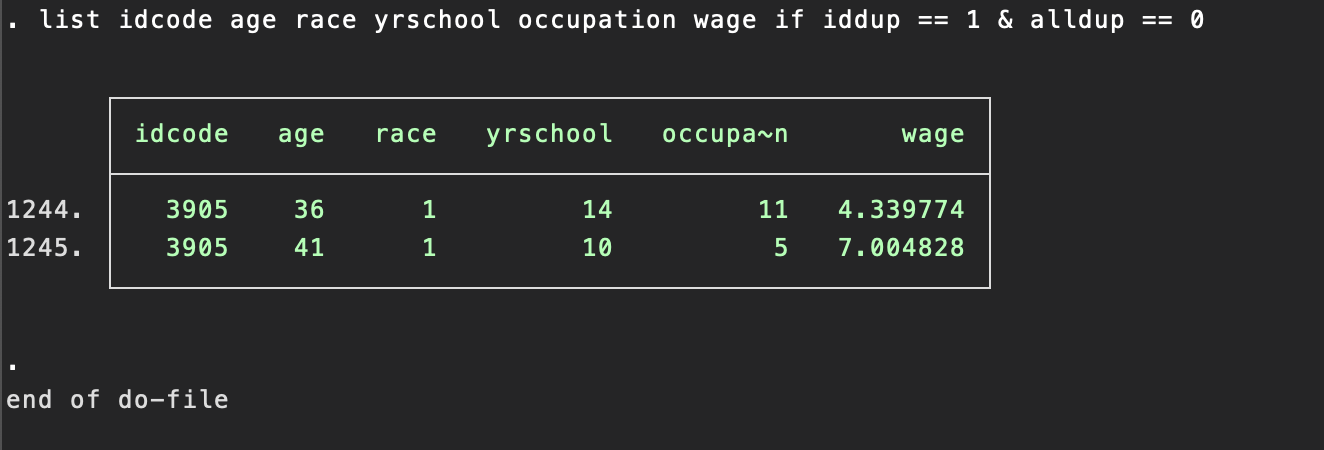 . list idcode age race yrschool occupation wage if iddup == 1 & alldup == 0
idcode age race yrschool occupa~n wage
1244. 3905 36 1 14 11 4.339774
1245. 3905 41 1 10 5 7.004828
.
end of do-file